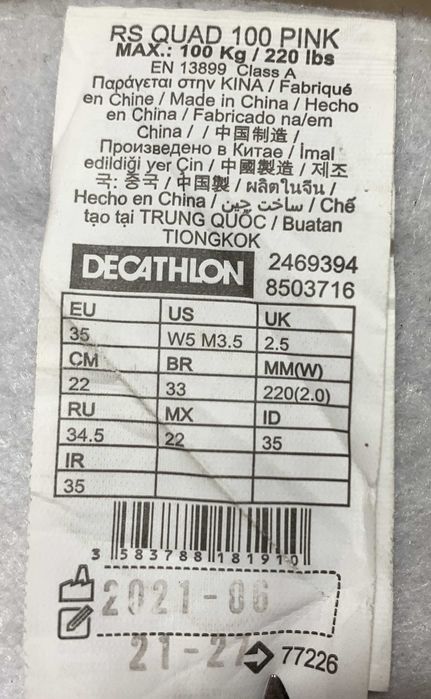 RS QUAD 100 PINK
MAX.: 100 Kg / 220 lbs
EN 13899 Class A
Παράγεται στην ΚΙΝΑ / Fabriqué
en Chine / Made in China / Hecho
en China / Fabricado na/em
China / / 中国制造 /
Произведено в Китае / İmal
edildiği yer Çin / 中國製造 / 제조
국: 중국 / 中国製 / ผลิตในจีน /
Hecho en China / ساخت چین / Chế
tạo tại TRUNG QUỐC / Buatan
TIONGKOK
DECATHLON 2469394
8503716
EU US UK
35 W5 M3.5 2.5
CM BR MM(W)
22 33 220(2.0)
RU MX ID
34.5 22 35
IR
35
3 583788 181910
2021-06
21-27 77226